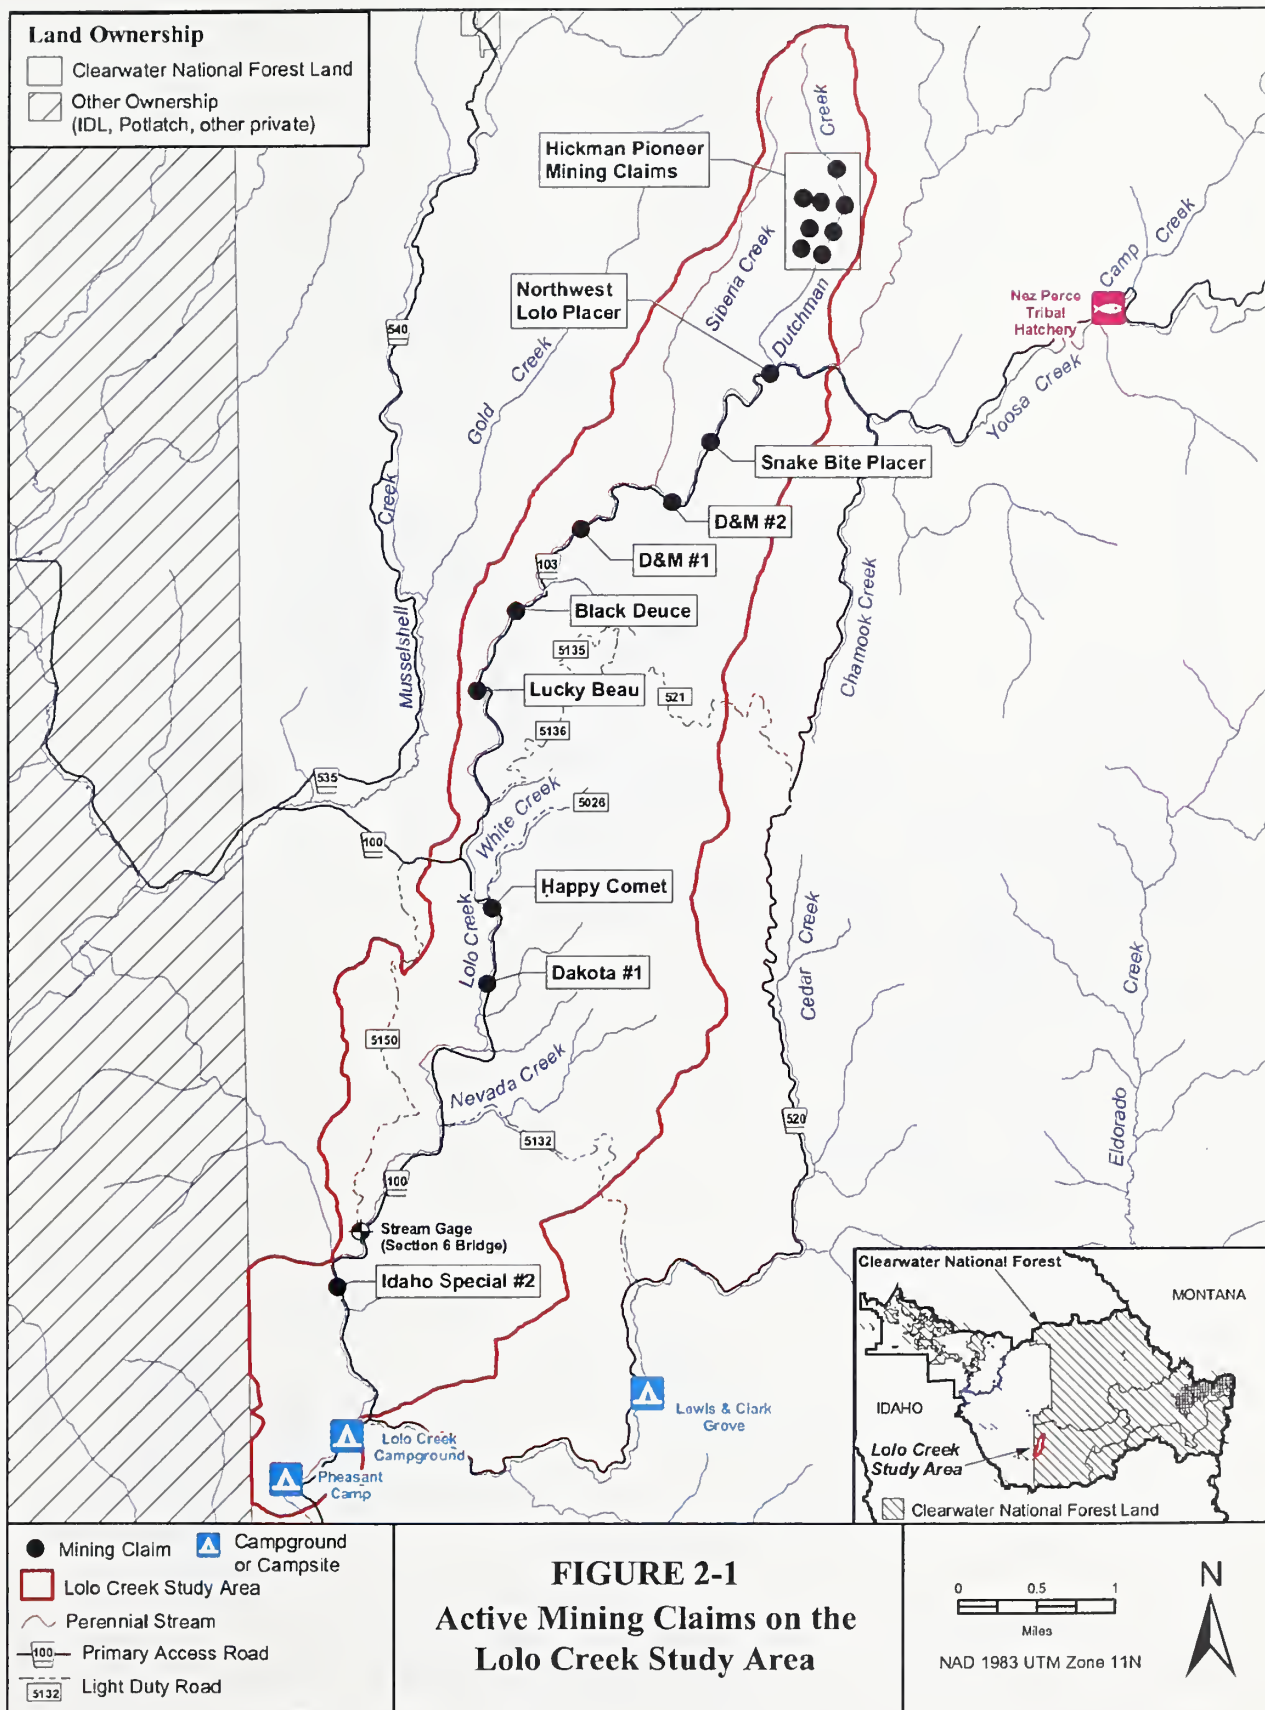 Land Ownership
Clearwater National Forest Land
Other Ownership
(IDL, Potlatch, other private)
Hickman Pioneer
Mining Claims
Creek
Dutchman
Siberia Creek
Northwest
Lolo Placer
Camp Creek
Nez Perce
Tribal
Hatchery
Yoosa Creek
540
Gold Creek
Snake Bite Placer
D&M #2
D&M #1
103
Musselshell Creek
Black Deuce
5135
Lucky Beau
521
5136
Chamook Creek
535
5026
White Creek
100
Happy Comet
Lolo Creek
Dakota #1
Cedar Creek
Eldorado Creek
5150
Nevada Creek
5132
520
100
Stream Gage
(Section 6 Bridge)
Idaho Special #2
Lewis & Clark
Grove
Lolo Creek
Campground
Pheasant
Camp
Clearwater National Forest
MONTANA
IDAHO
Lolo Creek
Study Area
Clearwater National Forest Land
Mining Claim
Campground
or Campsite
Lolo Creek Study Area
Perennial Stream
100
Primary Access Road
5132
Light Duty Road
FIGURE 2-1
Active Mining Claims on the
Lolo Creek Study Area
0 0.5 1
Miles
NAD 1983 UTM Zone 11N
N